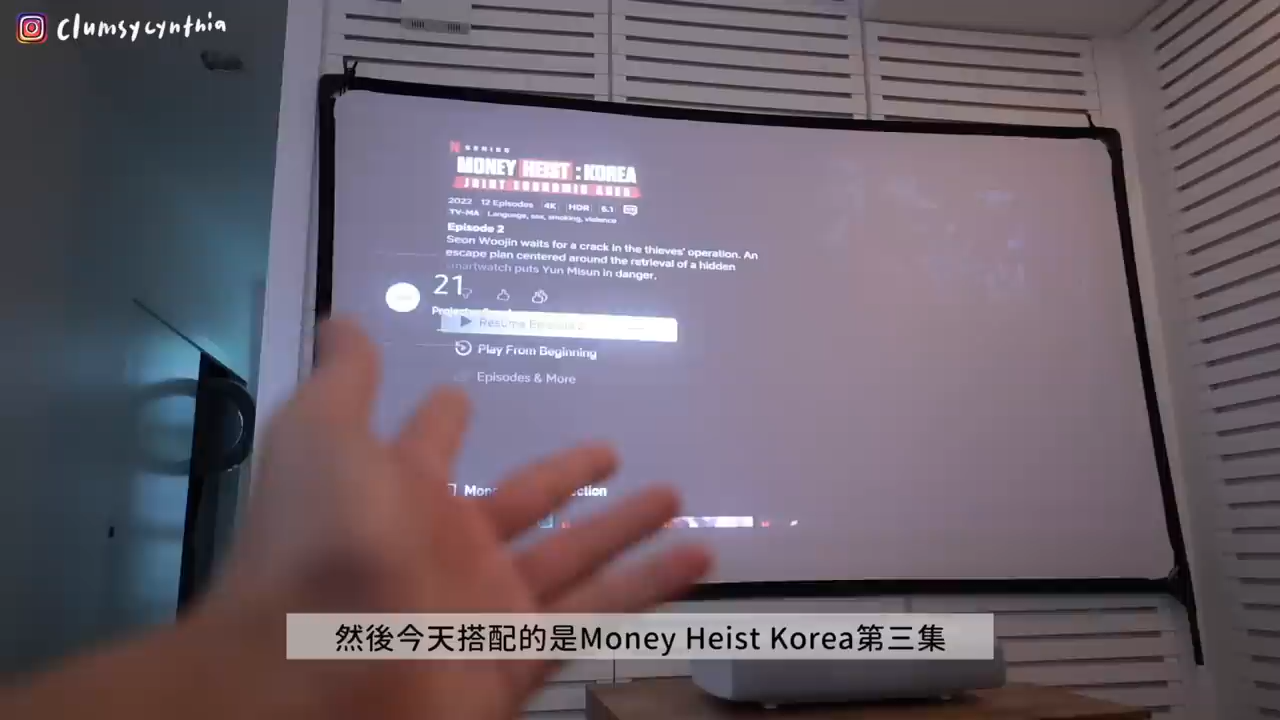 clumsycynthia
N SERIES
MONEY HEIST : KOREA
JOINT ECONOMIC AREA
2022 12 Episodes 4K HDR 5.1
TV-MA Language, sex, smoking, violence
Episode 2
Seon Woojin waits for a crack in the thieves' operation. An
escape plan centered around the retrieval of a hidden
smartwatch puts Yun Misun in danger.
21
Resume Episode
Play From Beginning
Episodes & More
然後今天搭配的是Money Heist Korea第三集